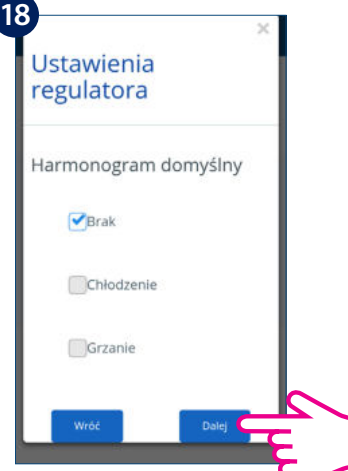 18
×
Ustawienia
regulatora
Harmonogram domyślny
Brak
Chłodzenie
Grzanie
Wróć Dalej